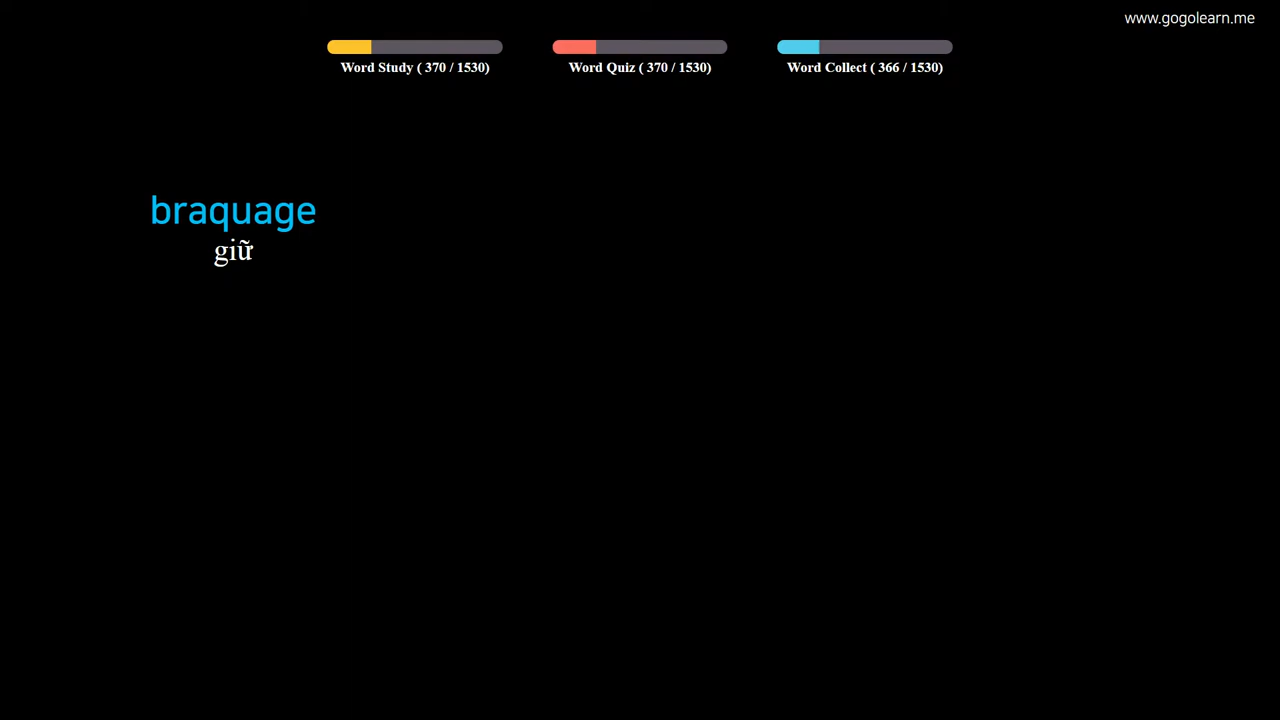 www.gogolearn.me
Word Study ( 370 / 1530)
Word Quiz ( 370 / 1530)
Word Collect ( 366 / 1530)
braquage
giữ